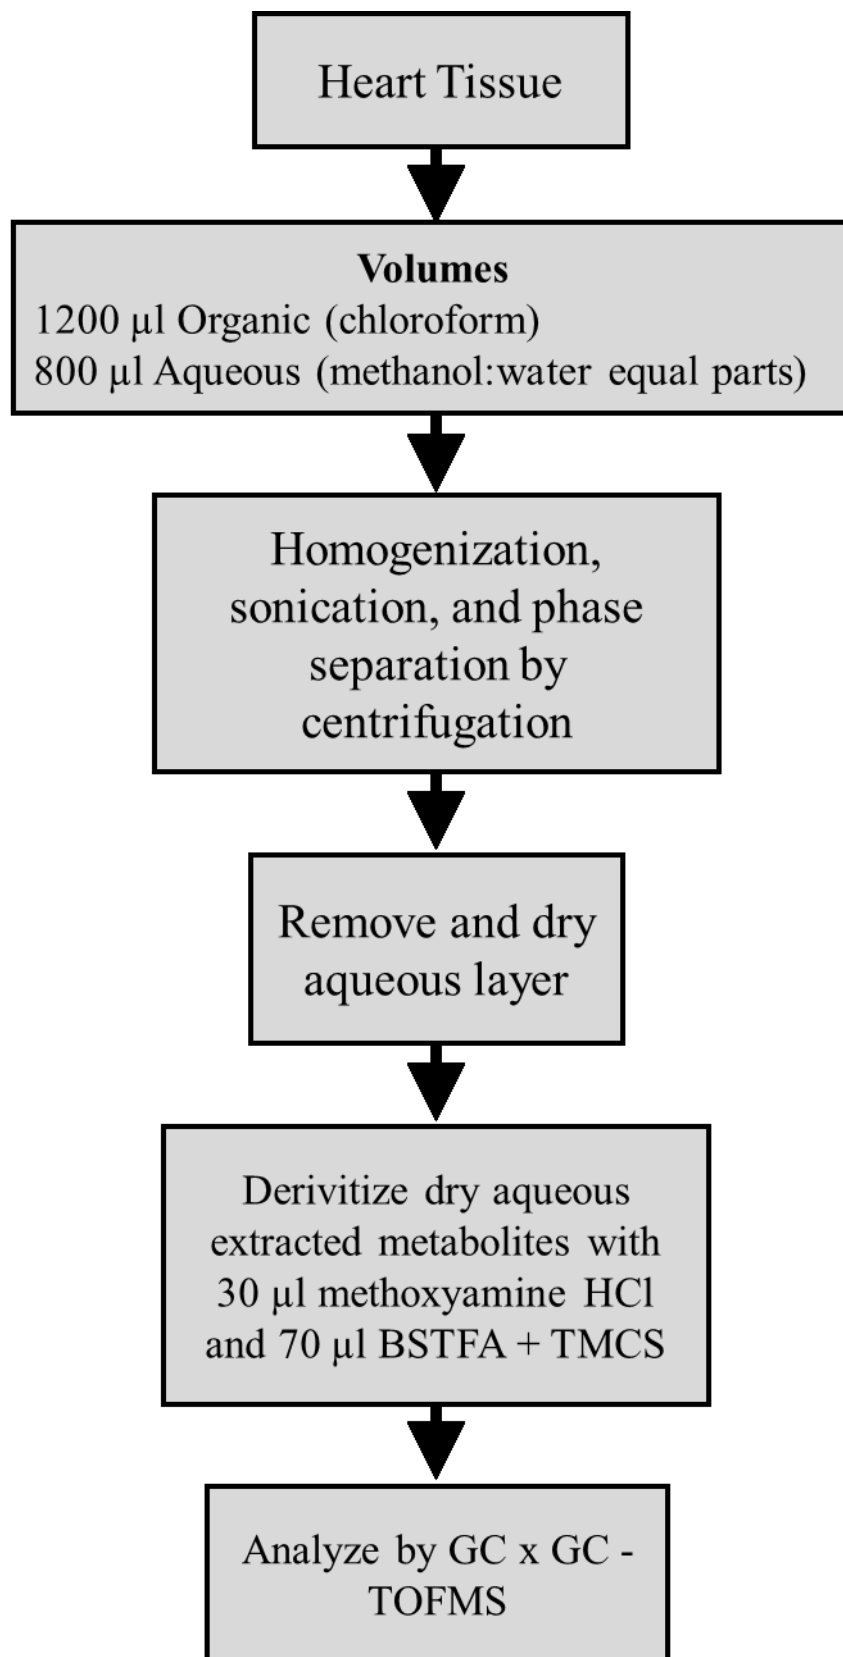 Heart Tissue
Volumes
1200 µl Organic (chloroform)
800 µl Aqueous (methanol:water equal parts)
Homogenization,
sonication, and phase
separation by
centrifugation
Remove and dry
aqueous layer
Derivitize dry aqueous
extracted metabolites with
30 µl methoxyamine HCl
and 70 µl BSTFA + TMCS
Analyze by GC x GC -
TOFMS